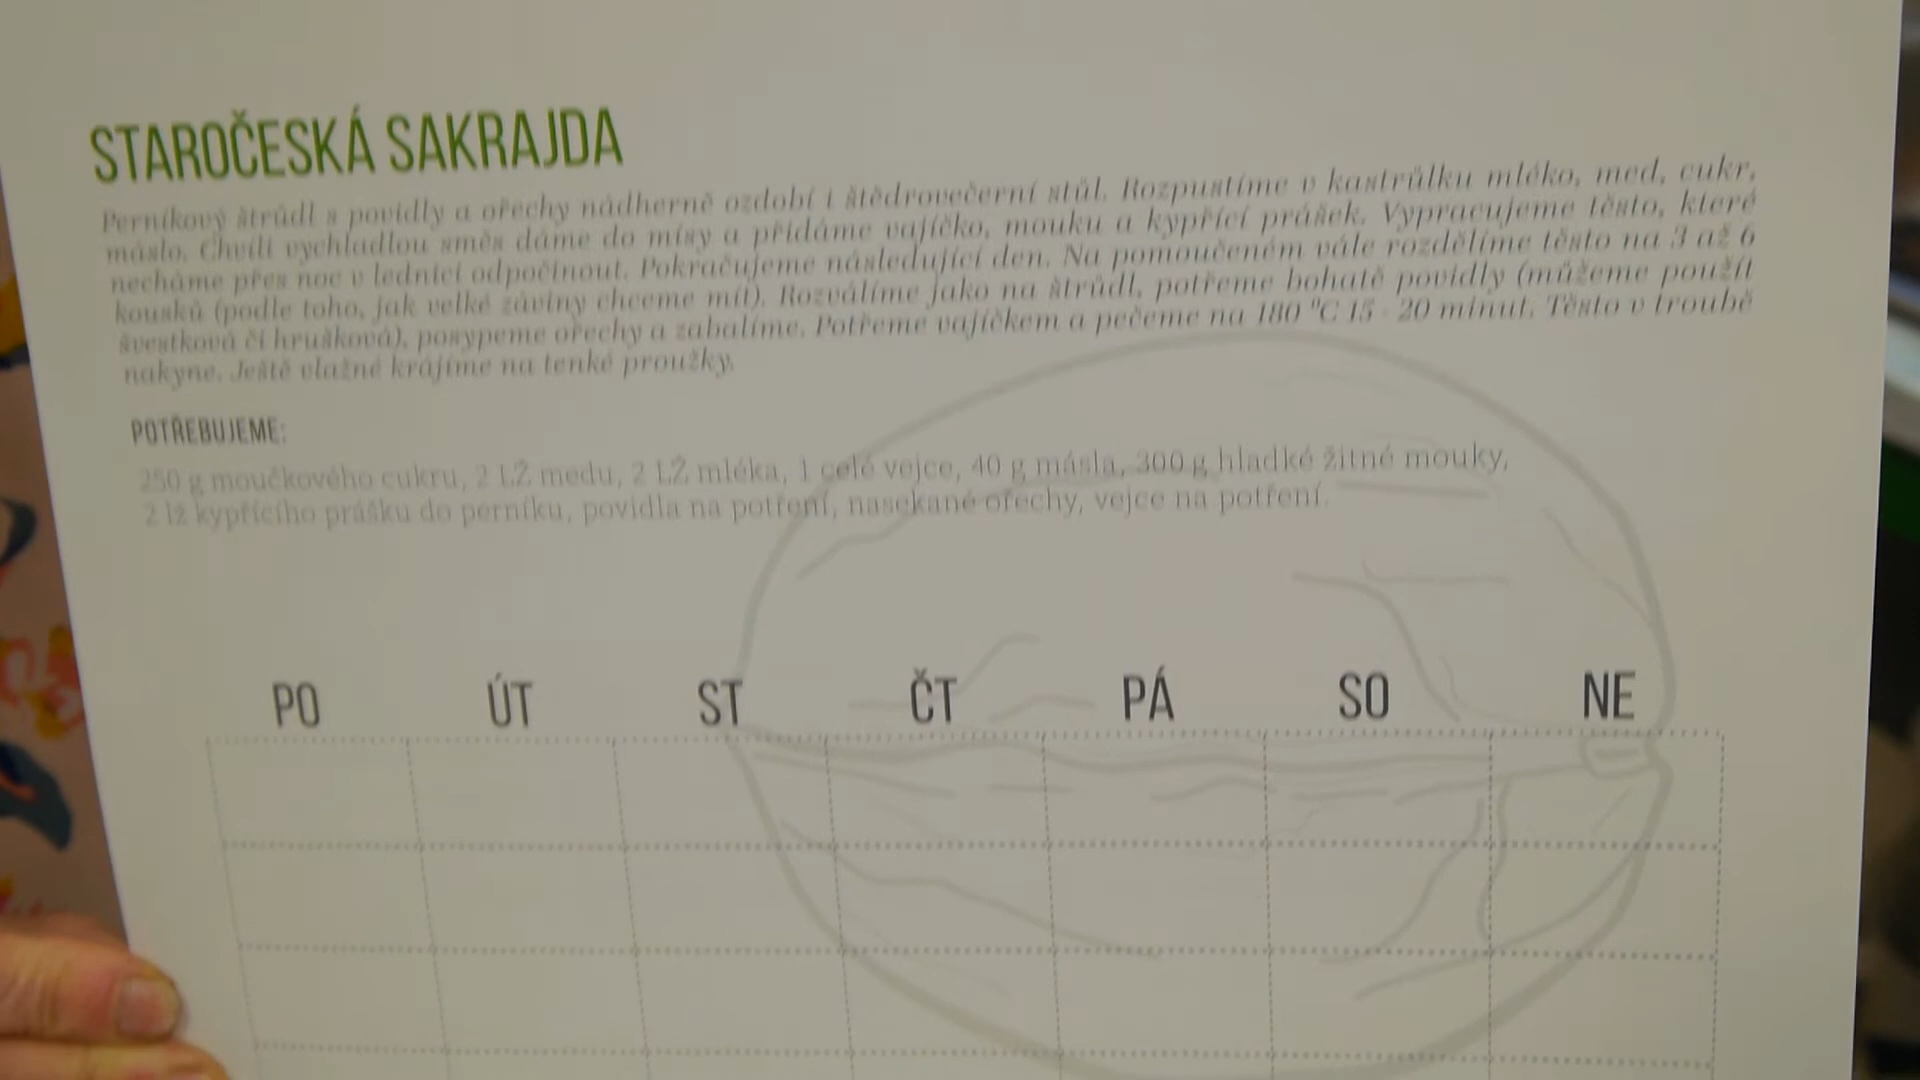 STAROČESKÁ SAKRAJDA
Perníkový štrúdl s povidly a ořechy nádherně ozdobí i štědrovečerní stůl. Rozpustíme v kastrůlku mléko, med, cukr,
máslo. Chvíli vychladlou směs dáme do mísy a přidáme vajíčko, mouku a kypřící prášek. Vypracujeme těsto, které
necháme přes noc v lednici odpočinout. Pokračujeme následující den. Na pomoučeném vále rozdělíme těsto na 3 až 6
kousků (podle toho, jak velké záviny chceme mít). Rozválíme jako na štrúdl, potřeme bohatě povidly (můžeme použít
švestková či hrušková), posypeme ořechy a zabalíme. Potřeme vajíčkem a pečeme na 180 °C 15 - 20 minut. Těsto v troubě
nakyne. Ještě vlažné krájíme na tenké proužky.
POTŘEBUJEME:
250 g moučkového cukru, 2 LŽ medu, 2 LŽ mléka, 1 celé vejce, 40 g másla, 300 g hladké žitné mouky,
2 lž kypřícího prášku do perníku, povidla na potření, nasekané ořechy, vejce na potření.
PO ÚT ST ČT PÁ SO NE